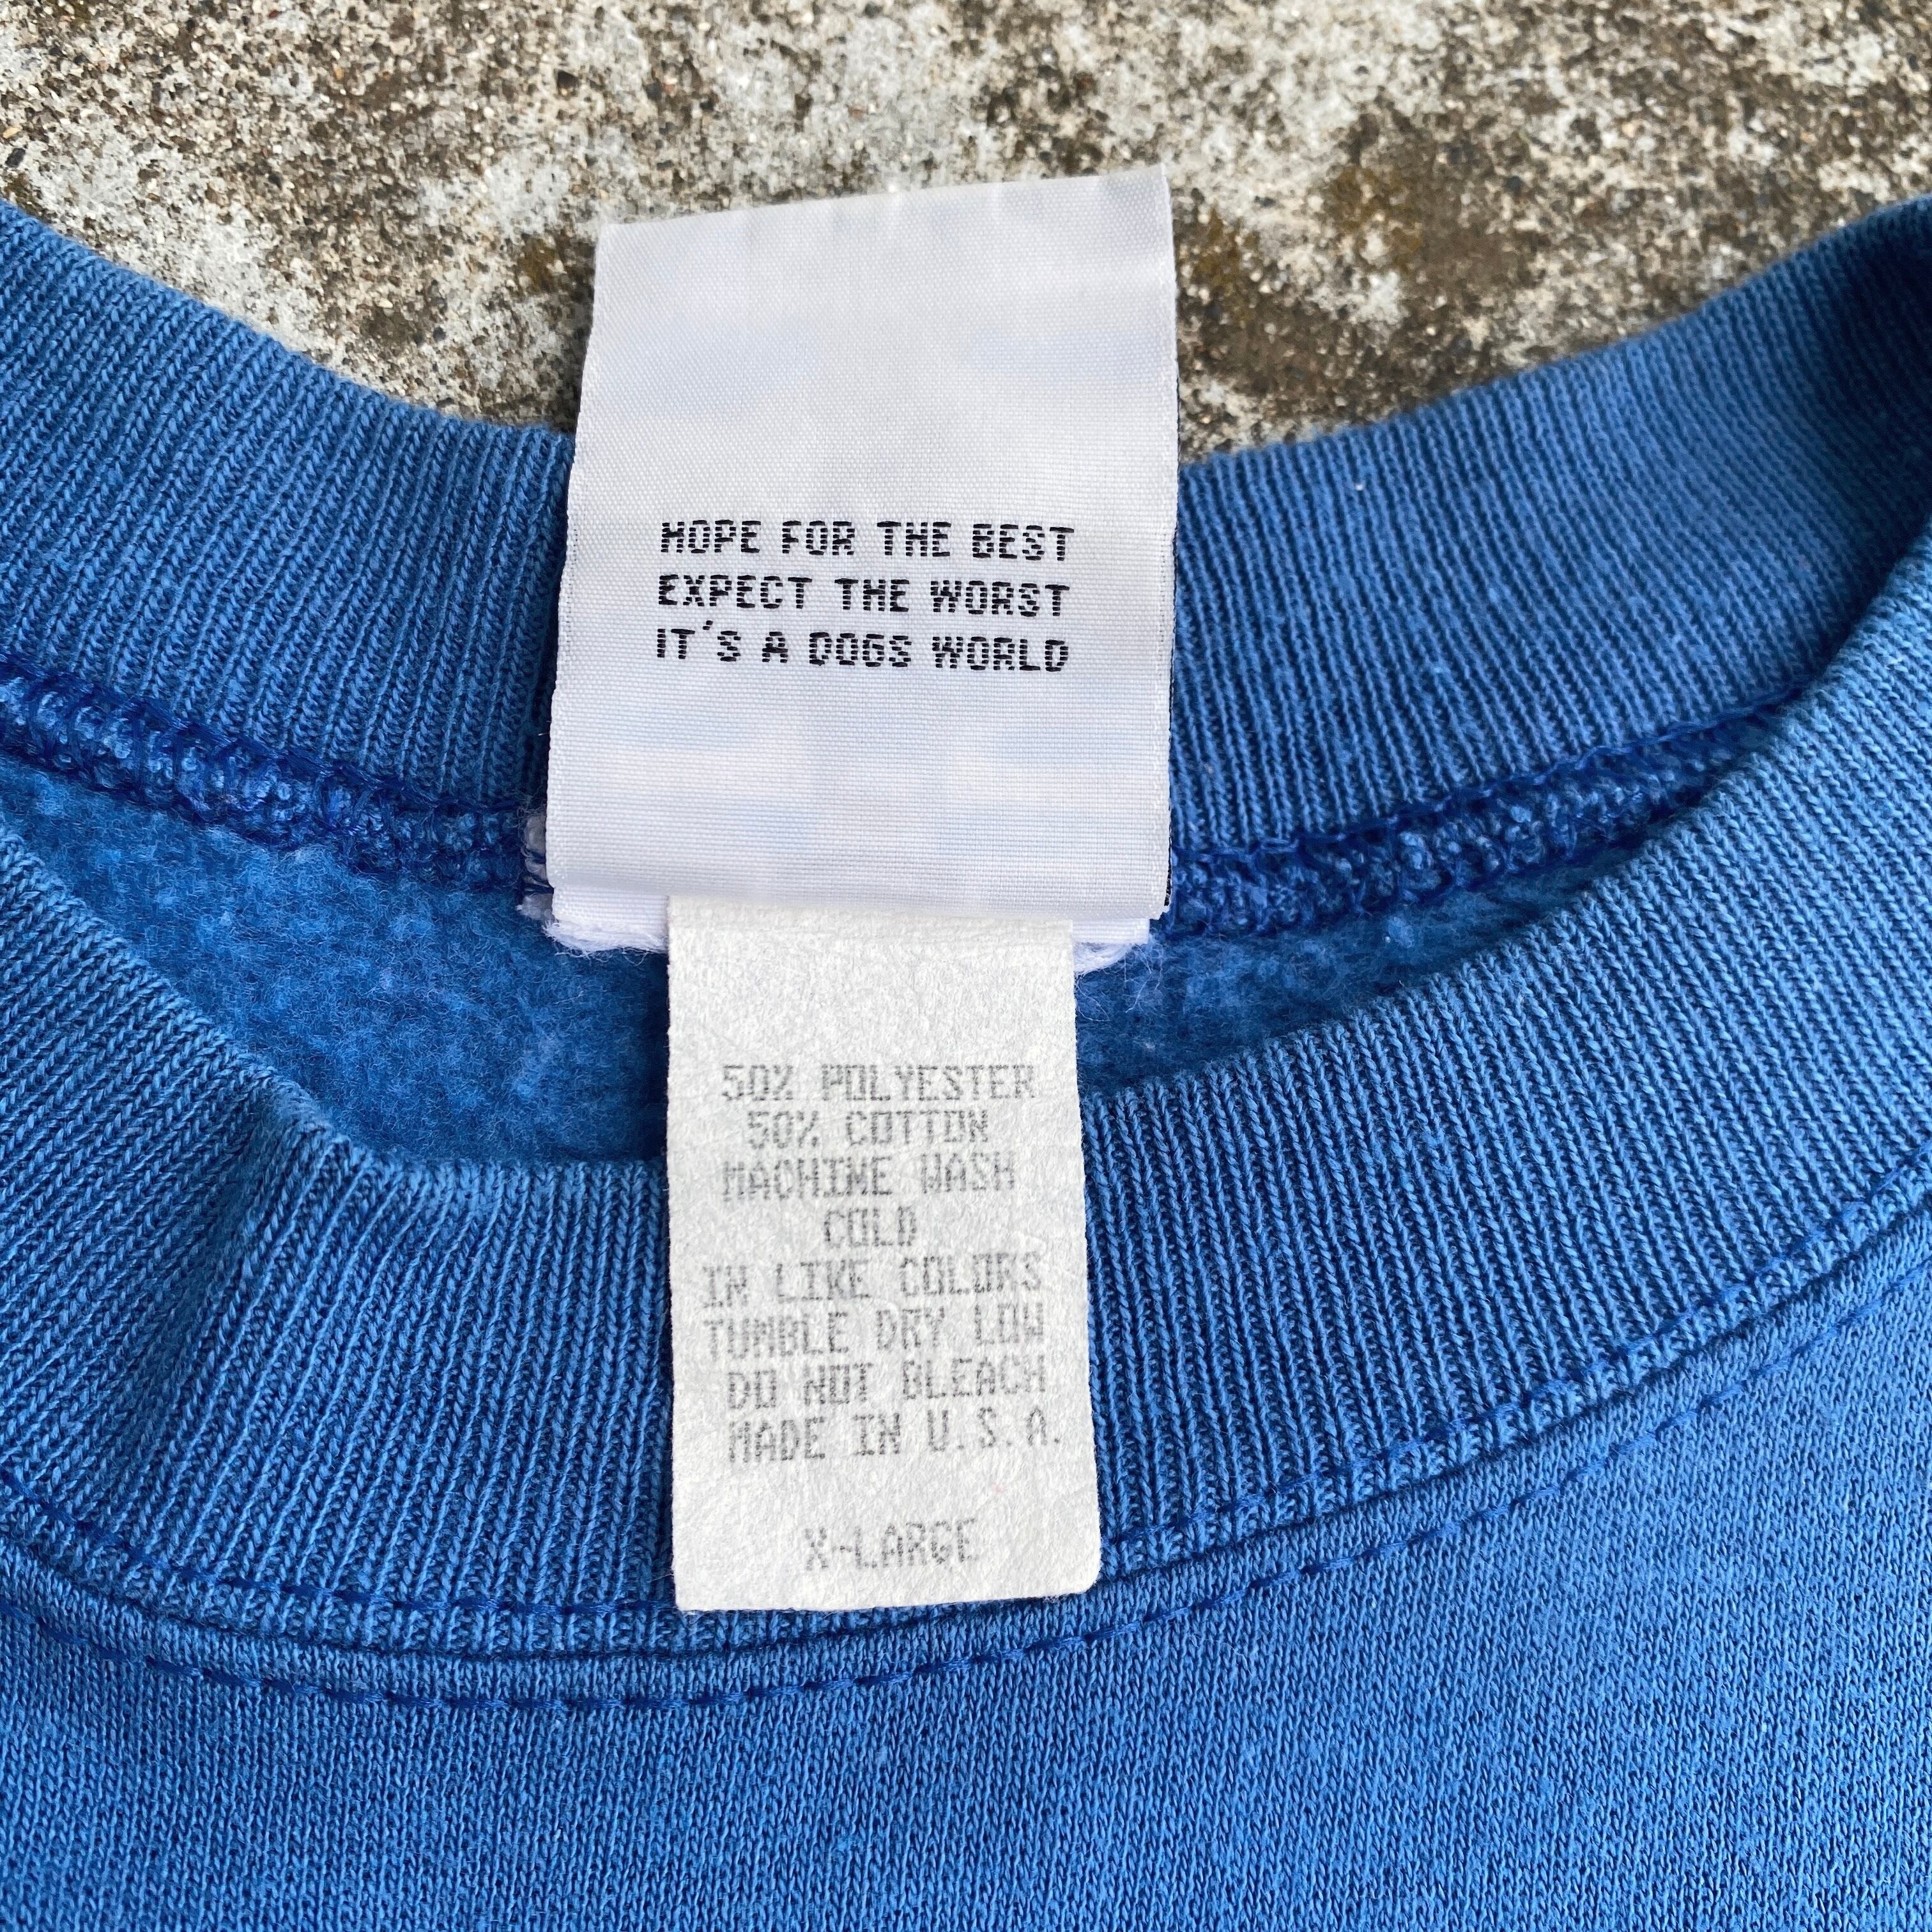 HOPE FOR THE BEST
EXPECT THE WORST
IT'S A DOGS WORLD
50% POLYESTER
50% COTTON
MACHINE WASH
COLD
IN LIKE COLORS
TUMBLE DRY LOW
DO NOT BLEACH
MADE IN U.S.A.
X-LARGE